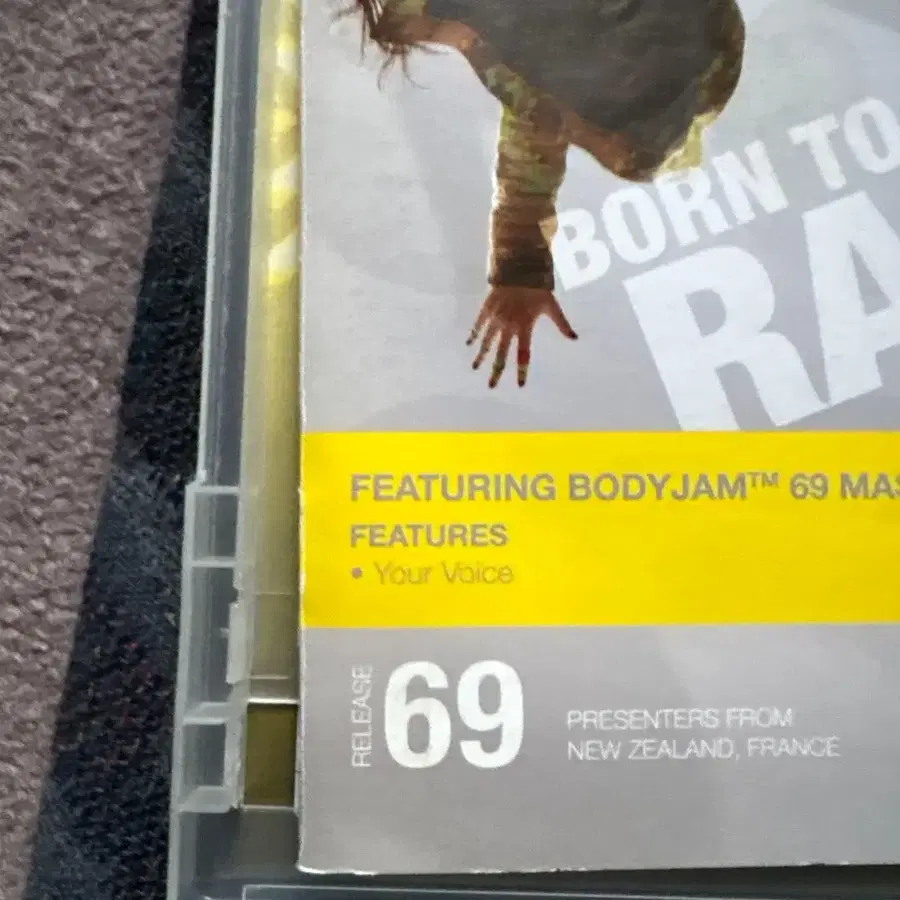 BORN TO
RA
FEATURING BODYJAM™ 69 MAS
FEATURES
• Your Voice
RELEASE
69
PRESENTERS FROM
NEW ZEALAND, FRANCE